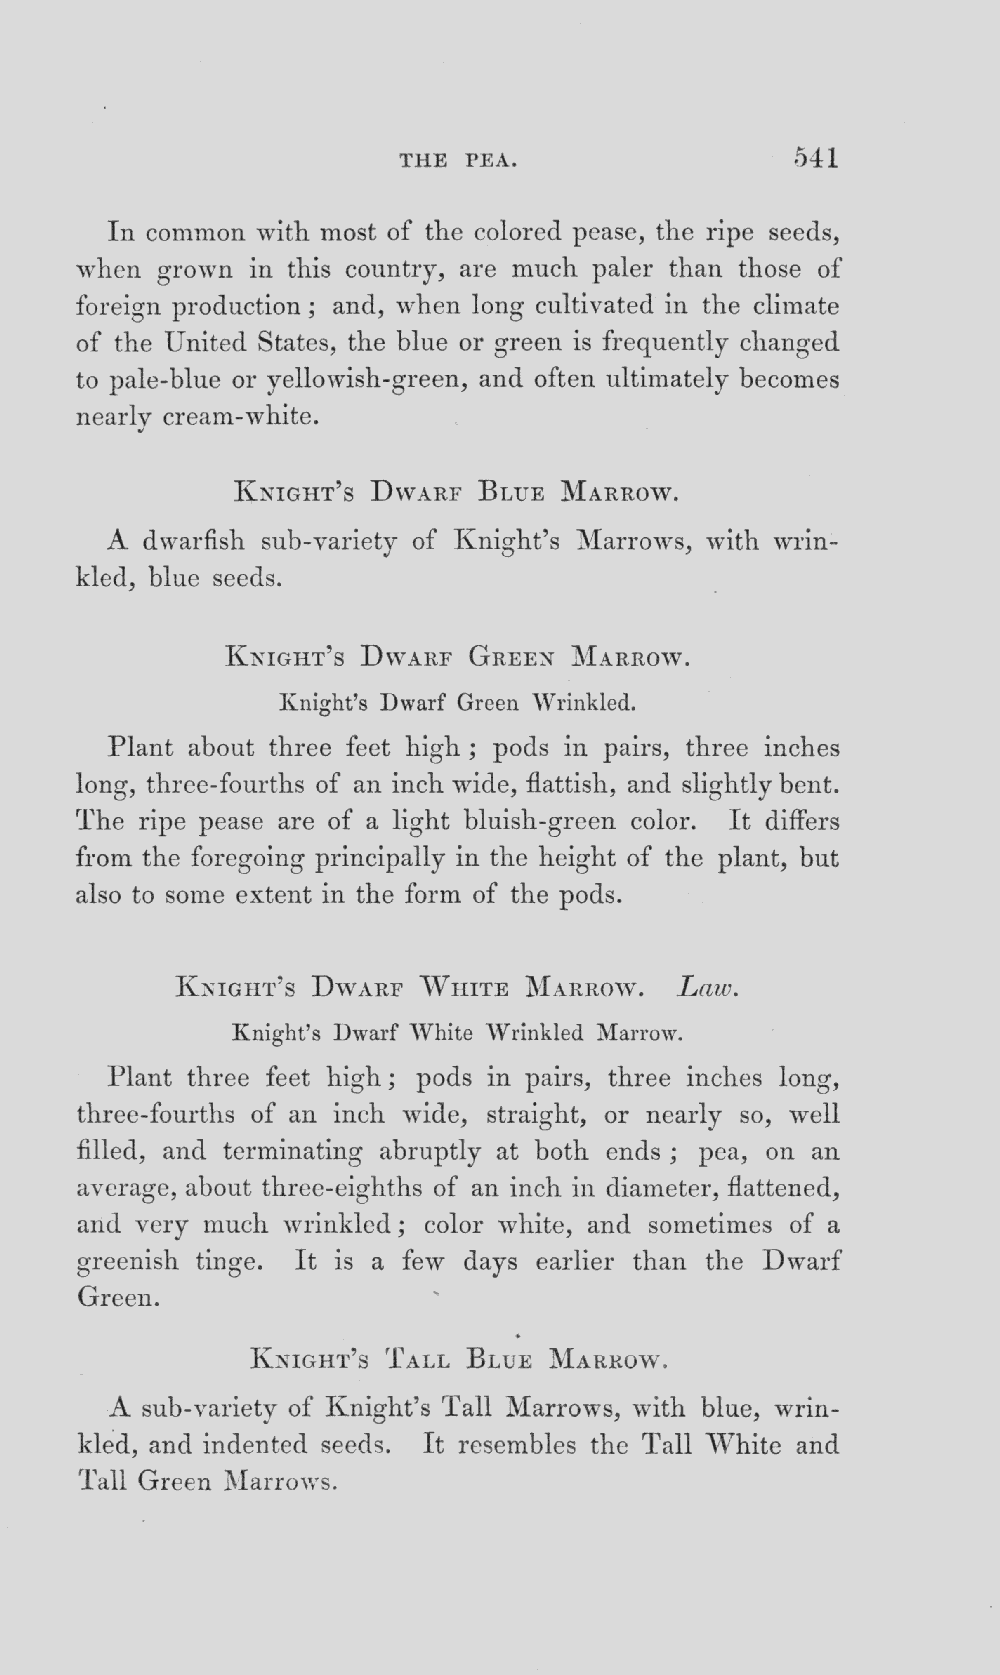 THE PEA. 541
In common with most of the colored pease, the ripe seeds,
when grown in this country, are much paler than those of
foreign production; and, when long cultivated in the climate
of the United States, the blue or green is frequently changed
to pale-blue or yellowish-green, and often ultimately becomes
nearly cream-white.
KNIGHT'S DWARF BLUE MARROW.
A dwarfish sub-variety of Knight's Marrows, with wrin-
kled, blue seeds.
KNIGHT'S DWARF GREEN MARROW.
Knight's Dwarf Green Wrinkled.
Plant about three feet high; pods in pairs, three inches
long, three-fourths of an inch wide, flattish, and slightly bent.
The ripe pease are of a light bluish-green color. It differs
from the foregoing principally in the height of the plant, but
also to some extent in the form of the pods.
KNIGHT'S DWARF WHITE MARROW. Law.
Knight's Dwarf White Wrinkled Marrow.
Plant three feet high; pods in pairs, three inches long,
three-fourths of an inch wide, straight, or nearly so, well
filled, and terminating abruptly at both ends; pea, on an
average, about three-eighths of an inch in diameter, flattened,
and very much wrinkled; color white, and sometimes of a
greenish tinge. It is a few days earlier than the Dwarf
Green.
KNIGHT'S TALL BLUE MARROW.
A sub-variety of Knight's Tall Marrows, with blue, wrin-
kled, and indented seeds. It resembles the Tall White and
Tall Green Marrows.